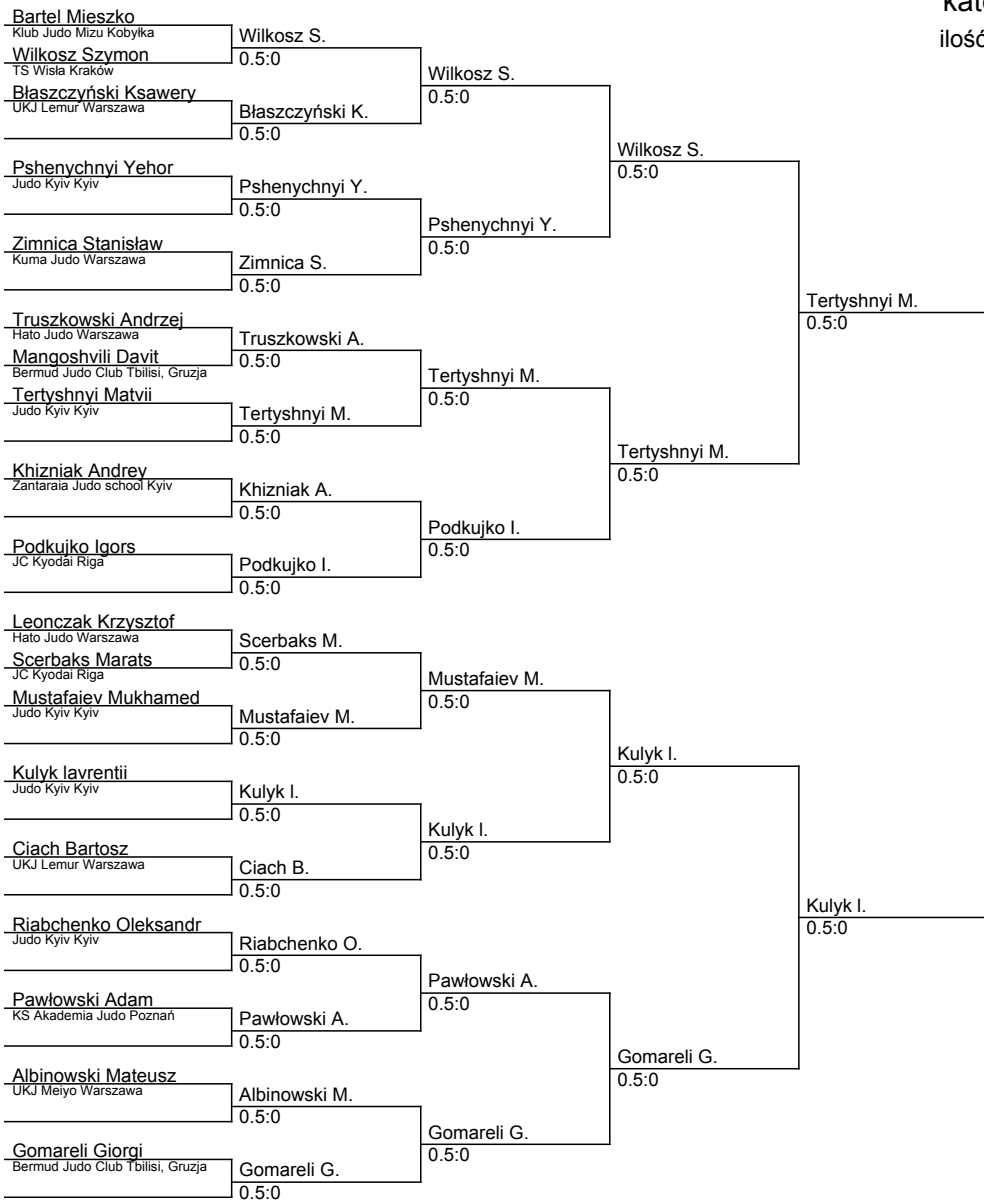 Bartel Mieszko
Klub Judo Mizu Kobyłka
Wilkosz Szymon
TS Wisła Kraków
Błaszczyński Ksawery
UKJ Lemur Warszawa
Pshenychnyi Yehor
Judo Kyiv Kyiv
Zimnica Stanisław
Kuma Judo Warszawa
Truszkowski Andrzej
Hato Judo Warszawa
Mangoshvili Davit
Bermud Judo Club Tbilisi, Gruzja
Tertyshnyi Matvii
Judo Kyiv Kyiv
Khizniak Andrey
Zantaraia Judo school Kyiv
Podkujko Igors
JC Kyodai Riga
Leonczak Krzysztof
Hato Judo Warszawa
Scerbaks Marats
JC Kyodai Riga
Mustafaiev Mukhamed
Judo Kyiv Kyiv
Kulyk Iavrentii
Judo Kyiv Kyiv
Ciach Bartosz
UKJ Lemur Warszawa
Riabchenko Oleksandr
Judo Kyiv Kyiv
Pawłowski Adam
KS Akademia Judo Poznań
Albinowski Mateusz
UKJ Meiyo Warszawa
Gomareli Giorgi
Bermud Judo Club Tbilisi, Gruzja
Wilkosz S.
0.5:0
Błaszczyński K.
0.5:0
Pshenychnyi Y.
0.5:0
Zimnica S.
0.5:0
Truszkowski A.
0.5:0
Tertyshnyi M.
0.5:0
Khizniak A.
0.5:0
Podkujko I.
0.5:0
Scerbaks M.
0.5:0
Mustafaiev M.
0.5:0
Kulyk I.
0.5:0
Ciach B.
0.5:0
Riabchenko O.
0.5:0
Pawłowski A.
0.5:0
Albinowski M.
0.5:0
Gomareli G.
0.5:0
Wilkosz S.
0.5:0
Pshenychnyi Y.
0.5:0
Tertyshnyi M.
0.5:0
Podkujko I.
0.5:0
Mustafaiev M.
0.5:0
Kulyk I.
0.5:0
Pawłowski A.
0.5:0
Gomareli G.
0.5:0
Wilkosz S.
0.5:0
Tertyshnyi M.
0.5:0
Kulyk I.
0.5:0
Gomareli G.
0.5:0
Tertyshnyi M.
0.5:0
Kulyk I.
0.5:0